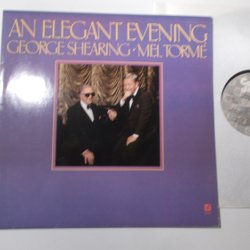 AN ELEGANT EVENING
GEORGE SHEARING • MEL TORMÉ